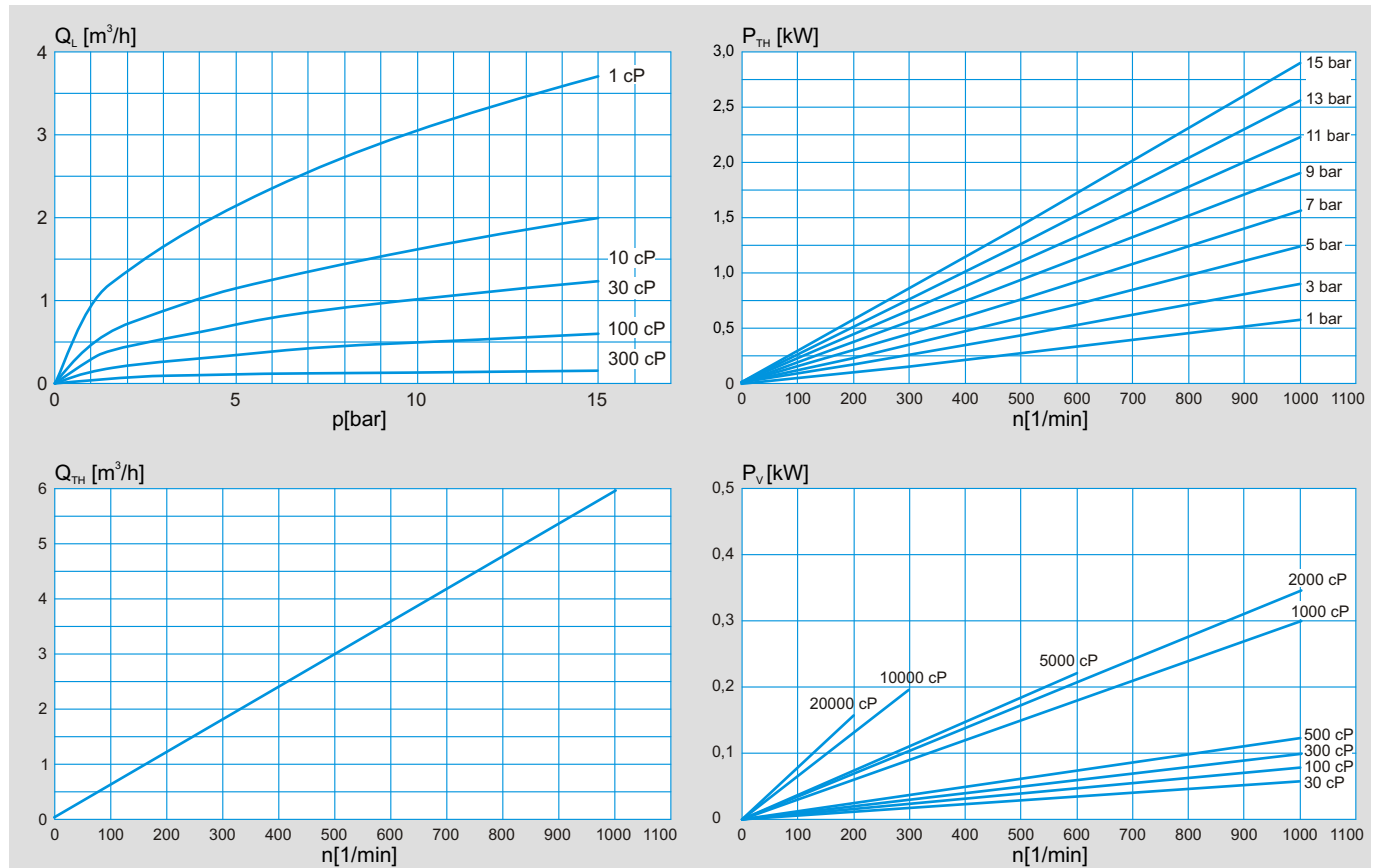 Q_L [m³/h]
4
3
2
1
0
1 cP
10 cP
30 cP
100 cP
300 cP
0 5 10 15
p[bar]
P_TH [kW]
3,0
2,5
2,0
1,5
1,0
0,5
0
15 bar
13 bar
11 bar
9 bar
7 bar
5 bar
3 bar
1 bar
0 100 200 300 400 500 600 700 800 900 1000 1100
n[1/min]
Q_TH [m³/h]
6
5
4
3
2
1
0
0 100 200 300 400 500 600 700 800 900 1000 1100
n[1/min]
P_V [kW]
0,5
0,4
0,3
0,2
0,1
0
20000 cP
10000 cP
5000 cP
2000 cP
1000 cP
500 cP
300 cP
100 cP
30 cP
0 100 200 300 400 500 600 700 800 900 1000 1100
n[1/min]